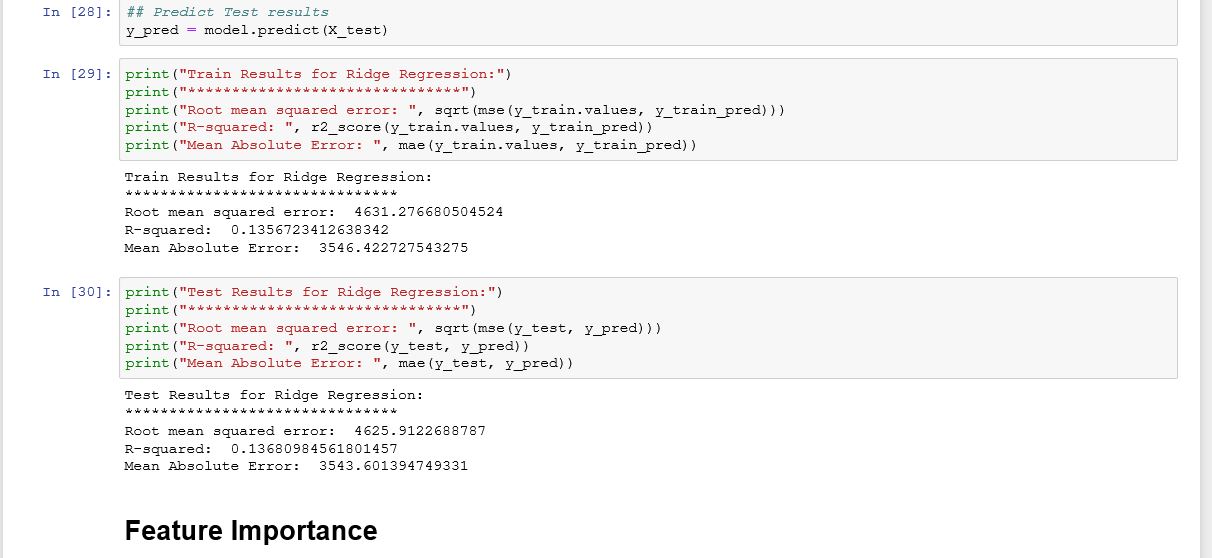 In [28]: ## Predict Test results
y_pred = model.predict(X_test)
In [29]: print("Train Results for Ridge Regression:")
print("*******************************")
print("Root mean squared error: ", sqrt(mse(y_train.values, y_train_pred)))
print("R-squared: ", r2_score(y_train.values, y_train_pred))
print("Mean Absolute Error: ", mae(y_train.values, y_train_pred))
Train Results for Ridge Regression:
*******************************
Root mean squared error:  4631.276680504524
R-squared:  0.1356723412638342
Mean Absolute Error:  3546.422727543275
In [30]: print("Test Results for Ridge Regression:")
print("*******************************")
print("Root mean squared error: ", sqrt(mse(y_test, y_pred)))
print("R-squared: ", r2_score(y_test, y_pred))
print("Mean Absolute Error: ", mae(y_test, y_pred))
Test Results for Ridge Regression:
*******************************
Root mean squared error:  4625.9122688787
R-squared:  0.13680984561801457
Mean Absolute Error:  3543.601394749331
Feature Importance